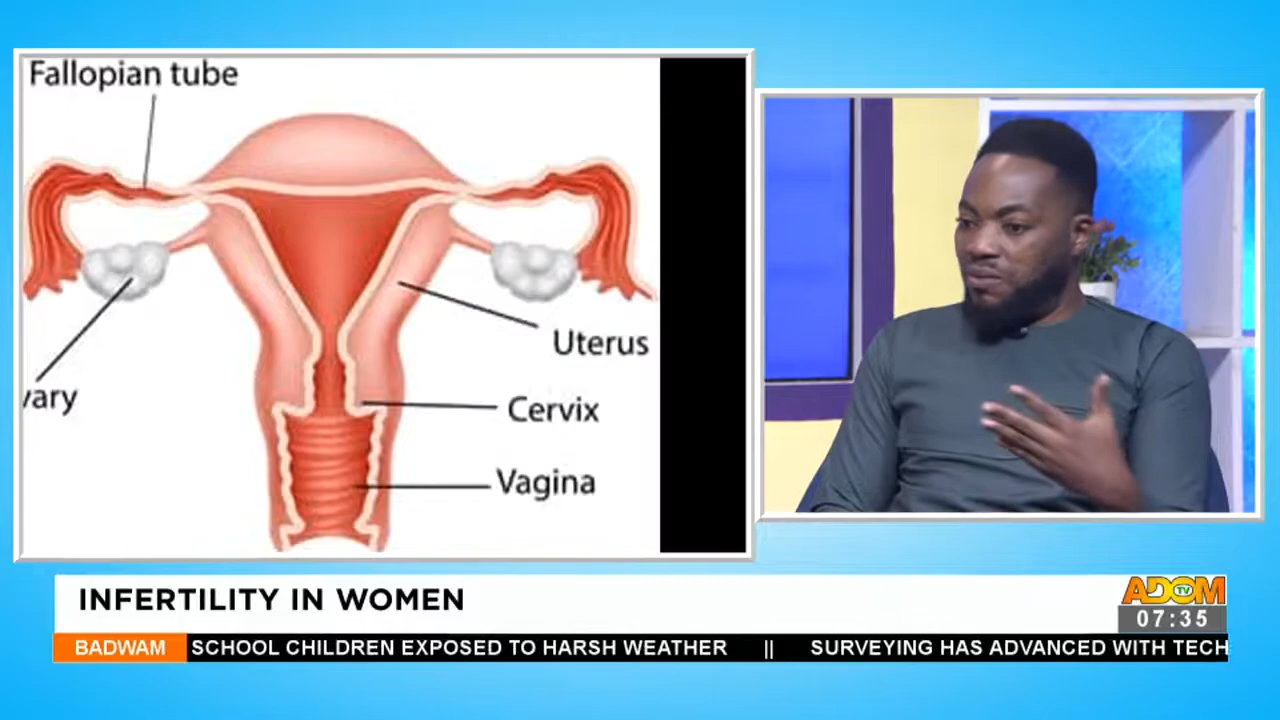 Fallopian tube
vary
Uterus
Cervix
Vagina
INFERTILITY IN WOMEN
ADOM TV
07:35
BADWAM SCHOOL CHILDREN EXPOSED TO HARSH WEATHER || SURVEYING HAS ADVANCED WITH TECH